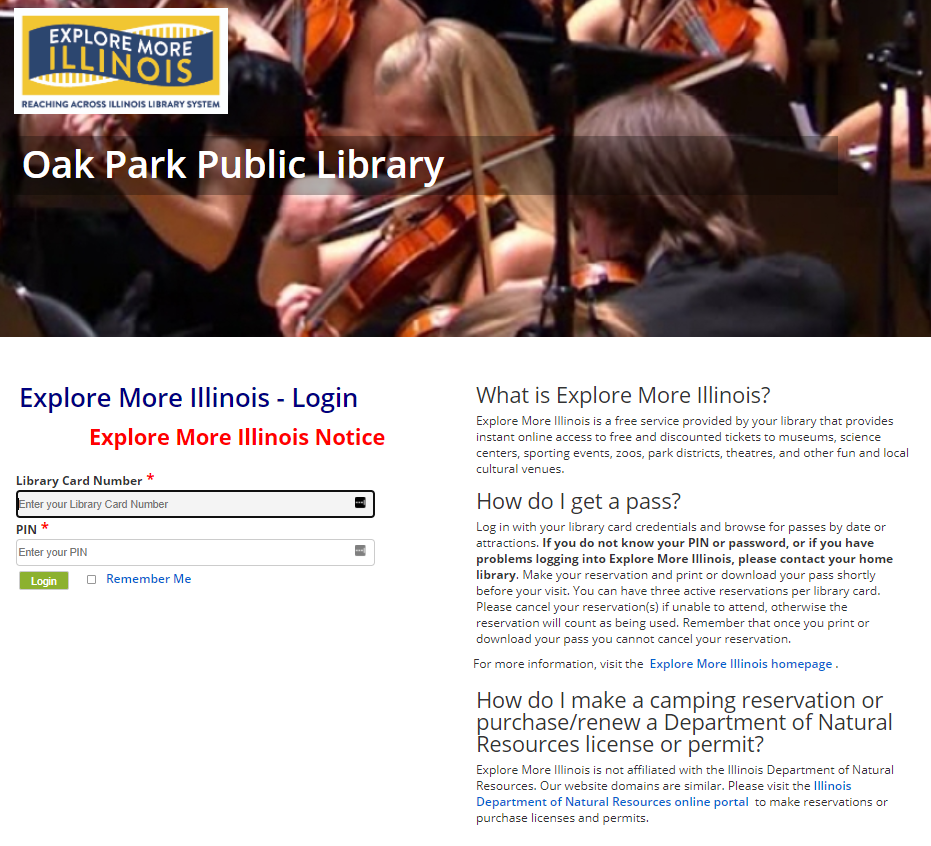 EXPLORE MORE
ILLINOIS
REACHING ACROSS ILLINOIS LIBRARY SYSTEM
Oak Park Public Library
Explore More Illinois - Login
Explore More Illinois Notice
Library Card Number *
Enter your Library Card Number
PIN *
Enter your PIN
Login Remember Me
What is Explore More Illinois?
Explore More Illinois is a free service provided by your library that provides
instant online access to free and discounted tickets to museums, science
centers, sporting events, zoos, park districts, theatres, and other fun and local
cultural venues.
How do I get a pass?
Log in with your library card credentials and browse for passes by date or
attractions. If you do not know your PIN or password, or if you have
problems logging into Explore More Illinois, please contact your home
library. Make your reservation and print or download your pass shortly
before your visit. You can have three active reservations per library card.
Please cancel your reservation(s) if unable to attend, otherwise the
reservation will count as being used. Remember that once you print or
download your pass you cannot cancel your reservation.
For more information, visit the Explore More Illinois homepage .
How do I make a camping reservation or
purchase/renew a Department of Natural
Resources license or permit?
Explore More Illinois is not affiliated with the Illinois Department of Natural
Resources. Our website domains are similar. Please visit the Illinois
Department of Natural Resources online portal to make reservations or
purchase licenses and permits.